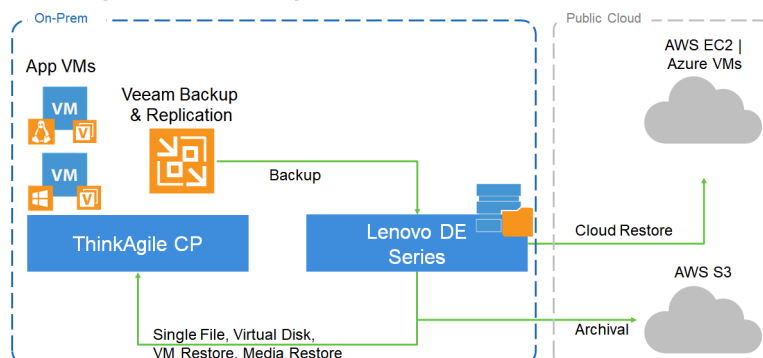 On-Prem
Public Cloud
App VMs
VM
V
VM
V
Veeam Backup
& Replication
Backup
ThinkAgile CP
Lenovo DE
Series
Single File, Virtual Disk,
VM Restore, Media Restore
AWS EC2 |
Azure VMs
Cloud Restore
AWS S3
Archival